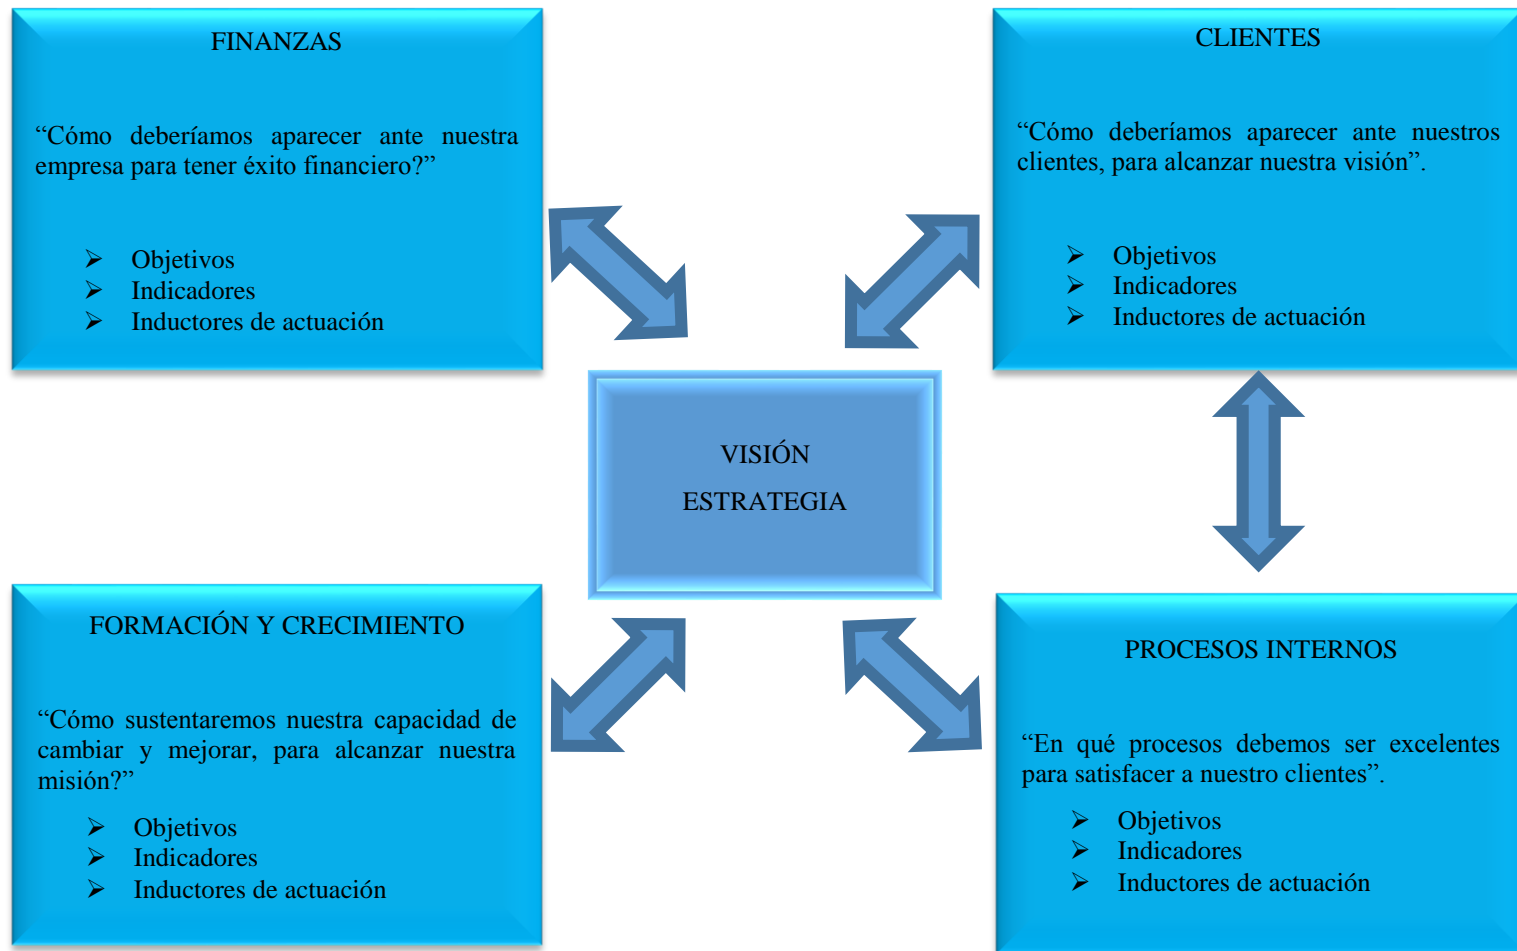 FINANZAS
“Cómo deberíamos aparecer ante nuestra
empresa para tener éxito financiero?”
➢ Objetivos
➢ Indicadores
➢ Inductores de actuación
CLIENTES
“Cómo deberíamos aparecer ante nuestros
clientes, para alcanzar nuestra visión”.
➢ Objetivos
➢ Indicadores
➢ Inductores de actuación
VISIÓN
ESTRATEGIA
FORMACIÓN Y CRECIMIENTO
“Cómo sustentaremos nuestra capacidad de
cambiar y mejorar, para alcanzar nuestra
misión?”
➢ Objetivos
➢ Indicadores
➢ Inductores de actuación
PROCESOS INTERNOS
“En qué procesos debemos ser excelentes
para satisfacer a nuestro clientes”.
➢ Objetivos
➢ Indicadores
➢ Inductores de actuación